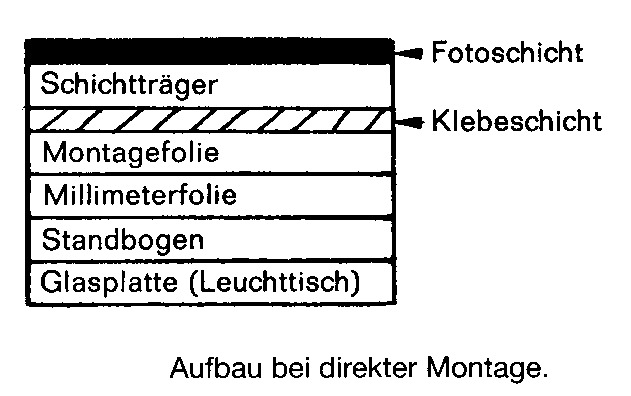 Fotoschicht
Schichtträger
Klebeschicht
Montagefolie
Millimeterfolie
Standbogen
Glasplatte (Leuchttisch)
Aufbau bei direkter Montage.